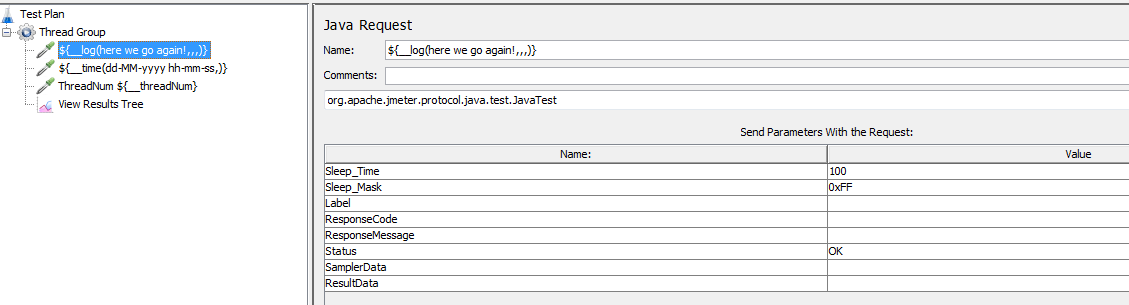 Test Plan
Thread Group
${__log(here we go again!,,,)}
${__time(dd-MM-yyyy hh-mm-ss,)}
ThreadNum ${__threadNum}
View Results Tree
Java Request
Name: ${__log(here we go again!,,,)}
Comments:
org.apache.jmeter.protocol.java.test.JavaTest
Send Parameters With the Request:
Name: Value
Sleep_Time 100
Sleep_Mask 0xFF
Label
ResponseCode
ResponseMessage
Status OK
SamplerData
ResultData